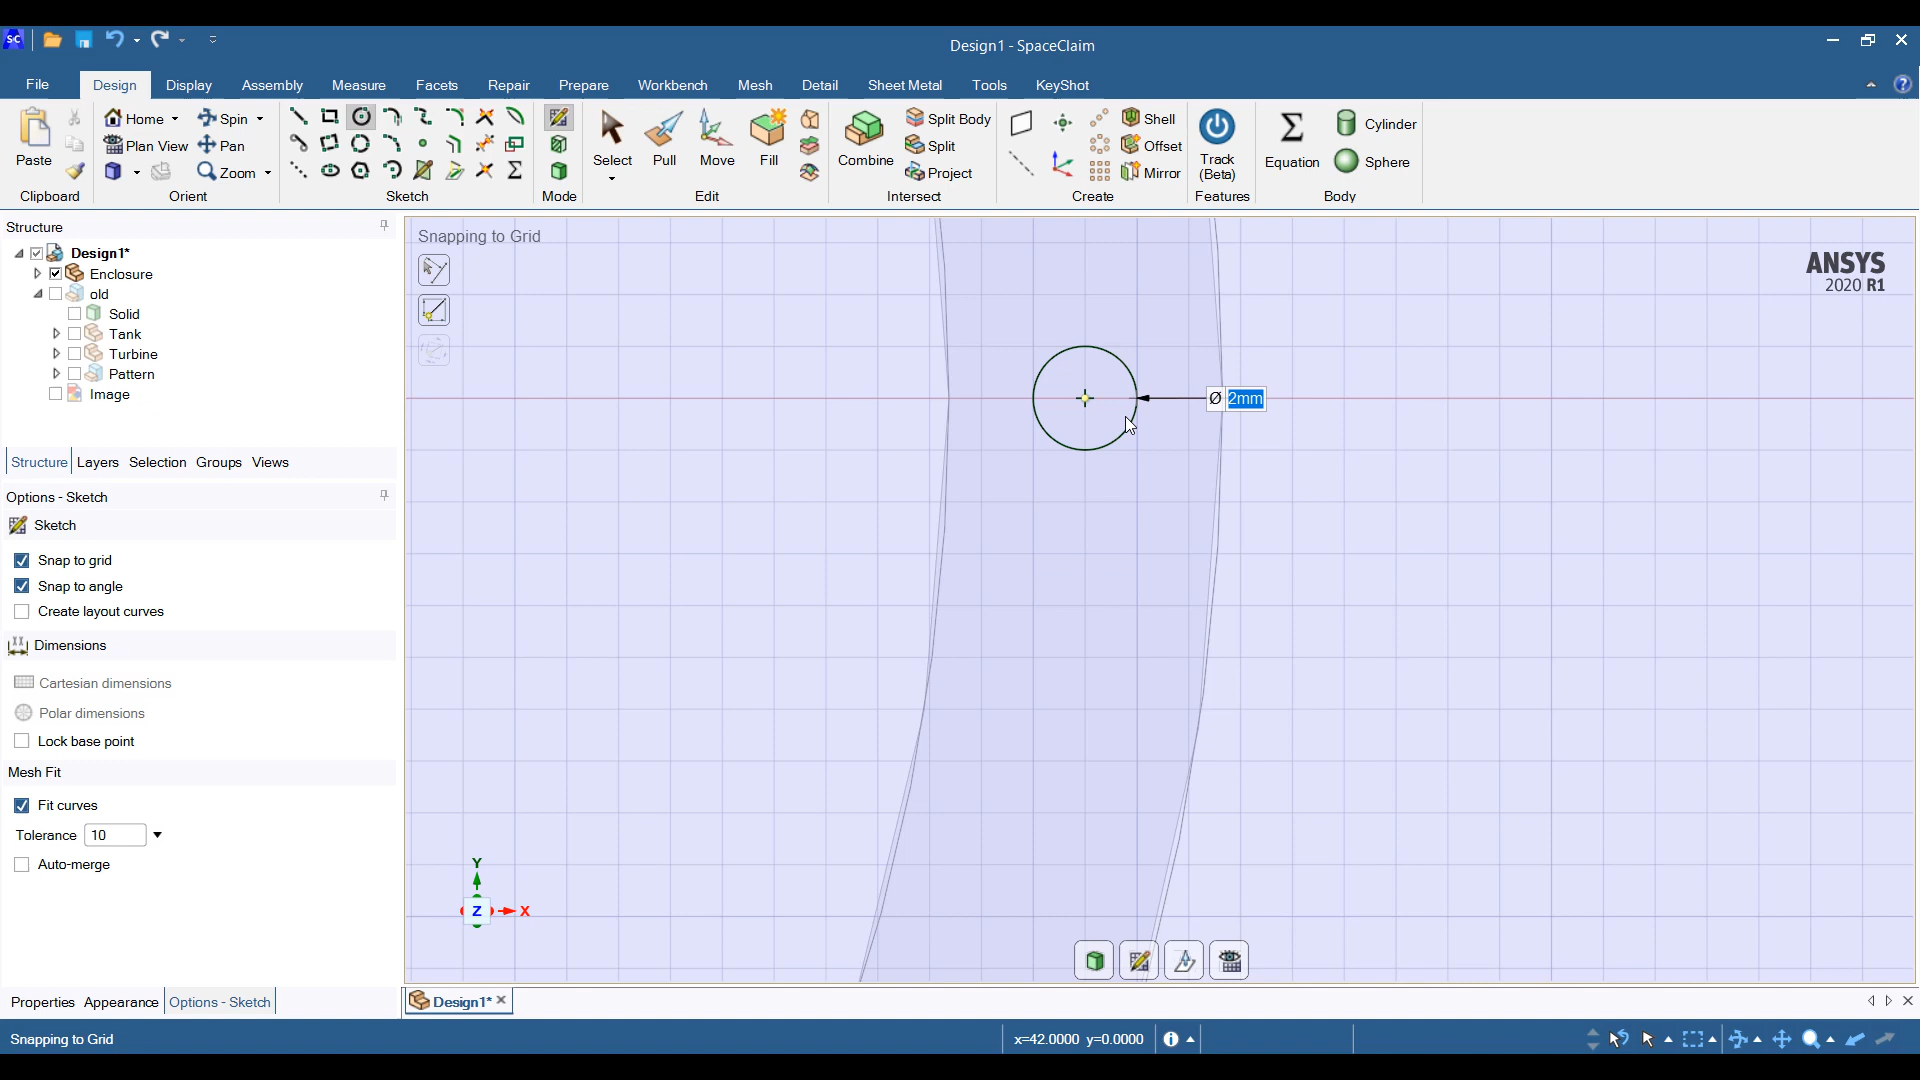 SC
Design1 - SpaceClaim
File Design Display Assembly Measure Facets Repair Prepare Workbench Mesh Detail Sheet Metal Tools KeyShot
Paste
Clipboard
Home Spin
Plan View Pan
Zoom
Orient
Sketch
Mode
Select Pull Move Fill
Edit
Combine Split Body
Split
Project
Intersect
Shell
Offset
Mirror
Create
Track
(Beta)
Features
Equation Cylinder
Sphere
Body
Structure
Design1*
Enclosure
old
Solid
Tank
Turbine
Pattern
Image
Structure Layers Selection Groups Views
Options - Sketch
Sketch
Snap to grid
Snap to angle
Create layout curves
Dimensions
Cartesian dimensions
Polar dimensions
Lock base point
Mesh Fit
Fit curves
Tolerance 10
Auto-merge
Properties Appearance Options - Sketch
Snapping to Grid
ANSYS
2020 R1
Ø 2mm
Y
Z X
Design1*
Snapping to Grid
x=42.0000 y=0.0000